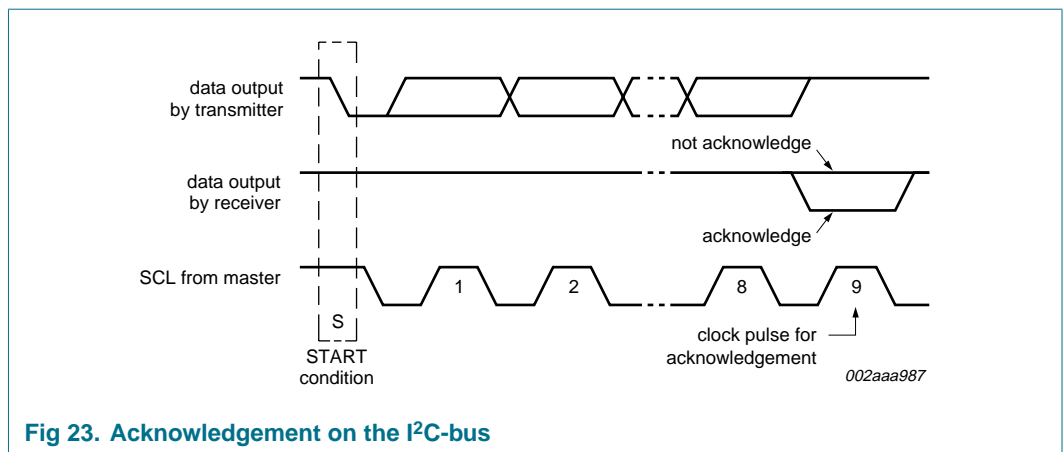 data output
by transmitter
not acknowledge
data output
by receiver
acknowledge
SCL from master
1
2
8
9
S
START
condition
clock pulse for
acknowledgement
002aaa987
Fig 23. Acknowledgement on the I²C-bus